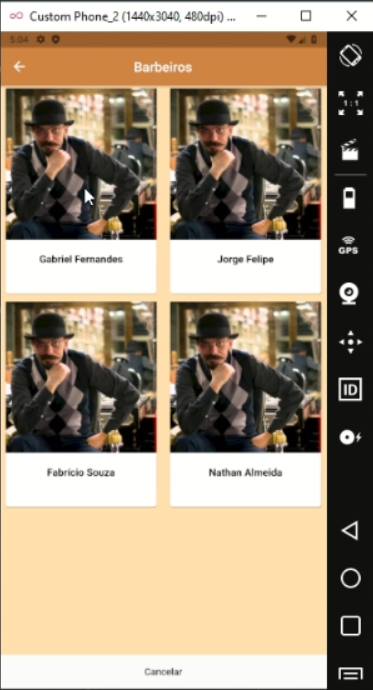 Custom Phone_2 (1440x3040, 480dpi) ...
5:04
Barbeiros
1:1
GPS
Gabriel Fernandes
Jorge Felipe
ID
Fabrício Souza
Nathan Almeida
Cancelar